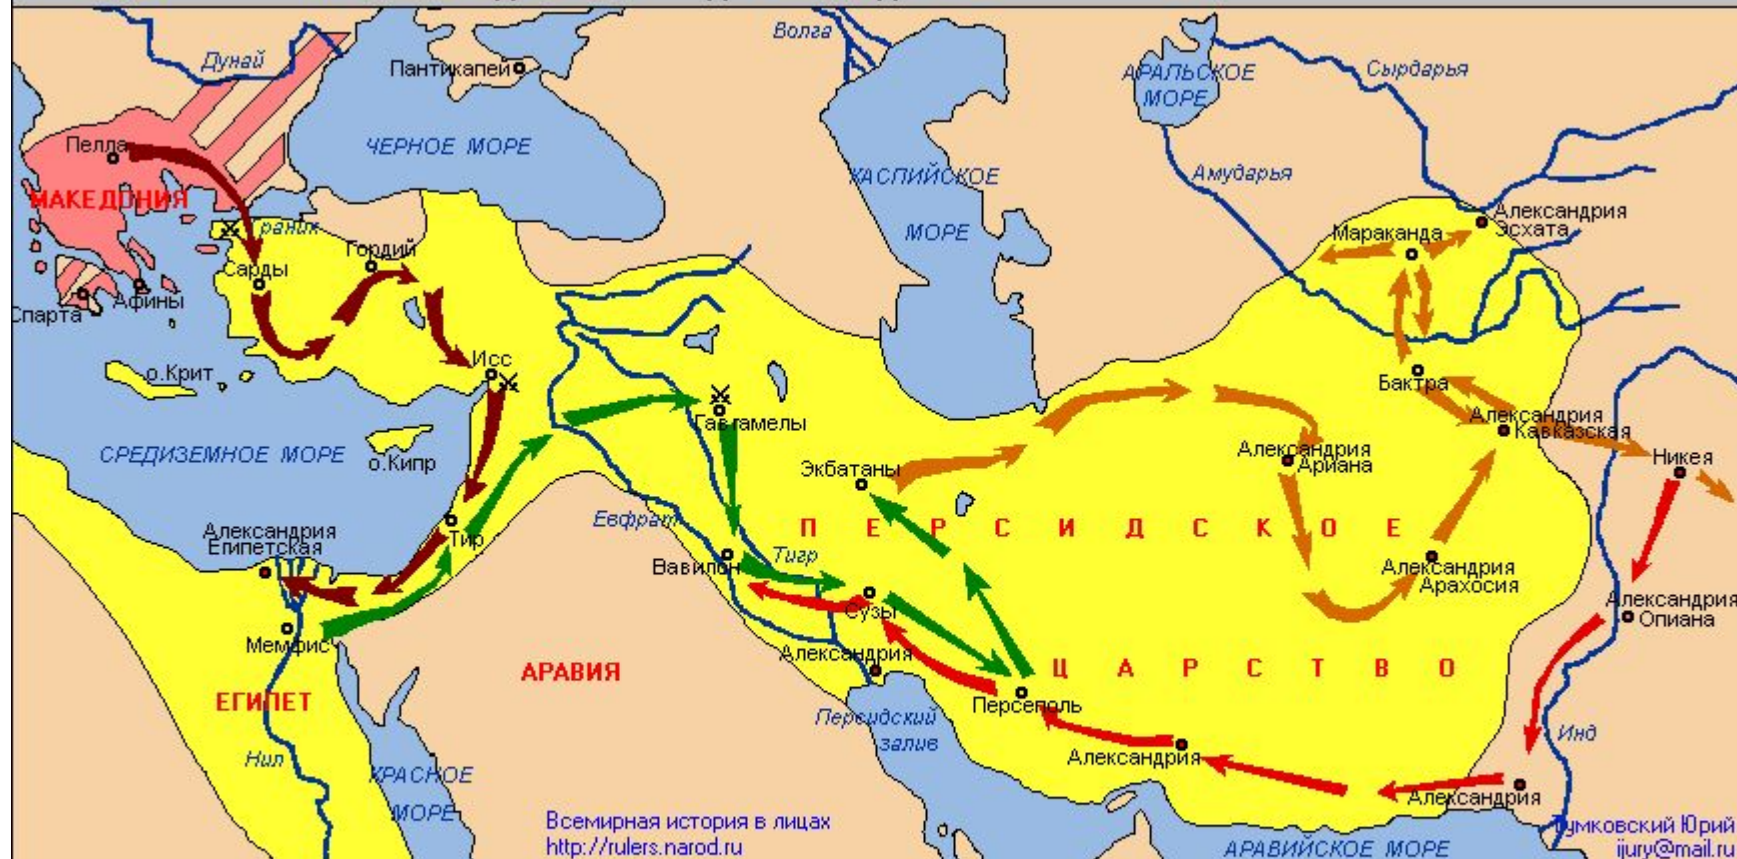 Волга
Дунай
Пантикапей
АРАЛЬСКОЕ
МОРЕ
Сырдарья
Пелла
ЧЕРНОЕ МОРЕ
КАСПИЙСКОЕ
МОРЕ
Амударья
МАКЕДОНИЯ
Граник
Гордий
Александрия
Эсхата
Мараканда
Сарды
Афины
Спарта
Исс
о.Крит
Бактра
Гавгамелы
Александрия
Кавказская
СРЕДИЗЕМНОЕ МОРЕ
о.Кипр
Экбатаны
Александрия
Ариана
Никея
Александрия
Египетская
Тир
Евфрат
ПЕРСИДСКОЕ
Вавилон
Тигр
Александрия
Арахосия
Сузы
Александрия
Опиана
Мемфис
Александрия
АРАВИЯ
ЦАРСТВО
ЕГИПЕТ
Персеполь
Персидский
залив
Нил
Инд
Александрия
КРАСНОЕ
МОРЕ
Александрия
Всемирная история в лицах
http://rulers.narod.ru
АРАВИЙСКОЕ МОРЕ
Юрий
ijury@mail.ru